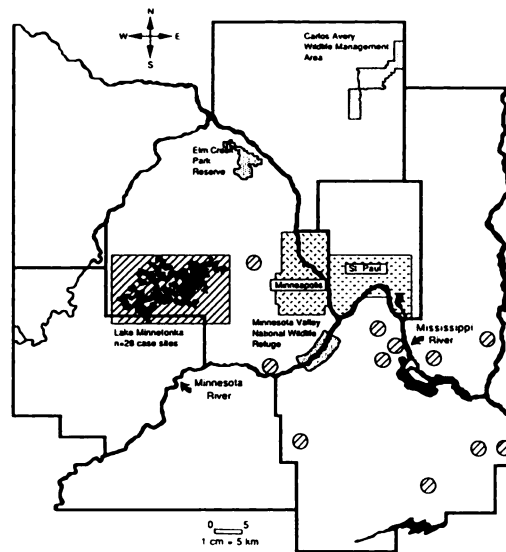 N
W E
S
Carlos Avery
Wildlife Management
Area
Elm Creek
Park
Reserve
Minneapolis
St. Paul
Lake Minnetonka
n=28 case sites
Minnesota Valley
National Wildlife
Refuge
Mississippi
River
Minnesota
River
0 5
1 cm = 5 km